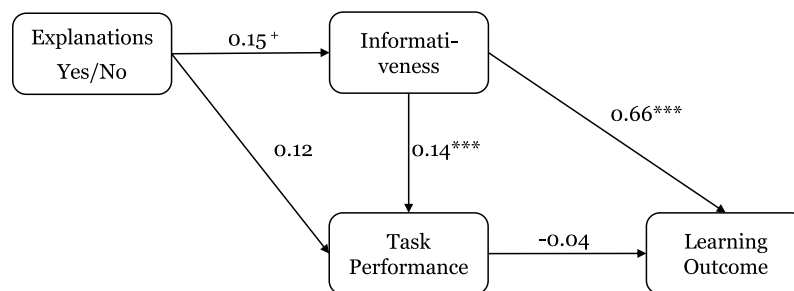 Explanations
Yes/No
0.15 +
Informati-
veness
0.66***
0.12
0.14***
Task
Performance
-0.04
Learning
Outcome